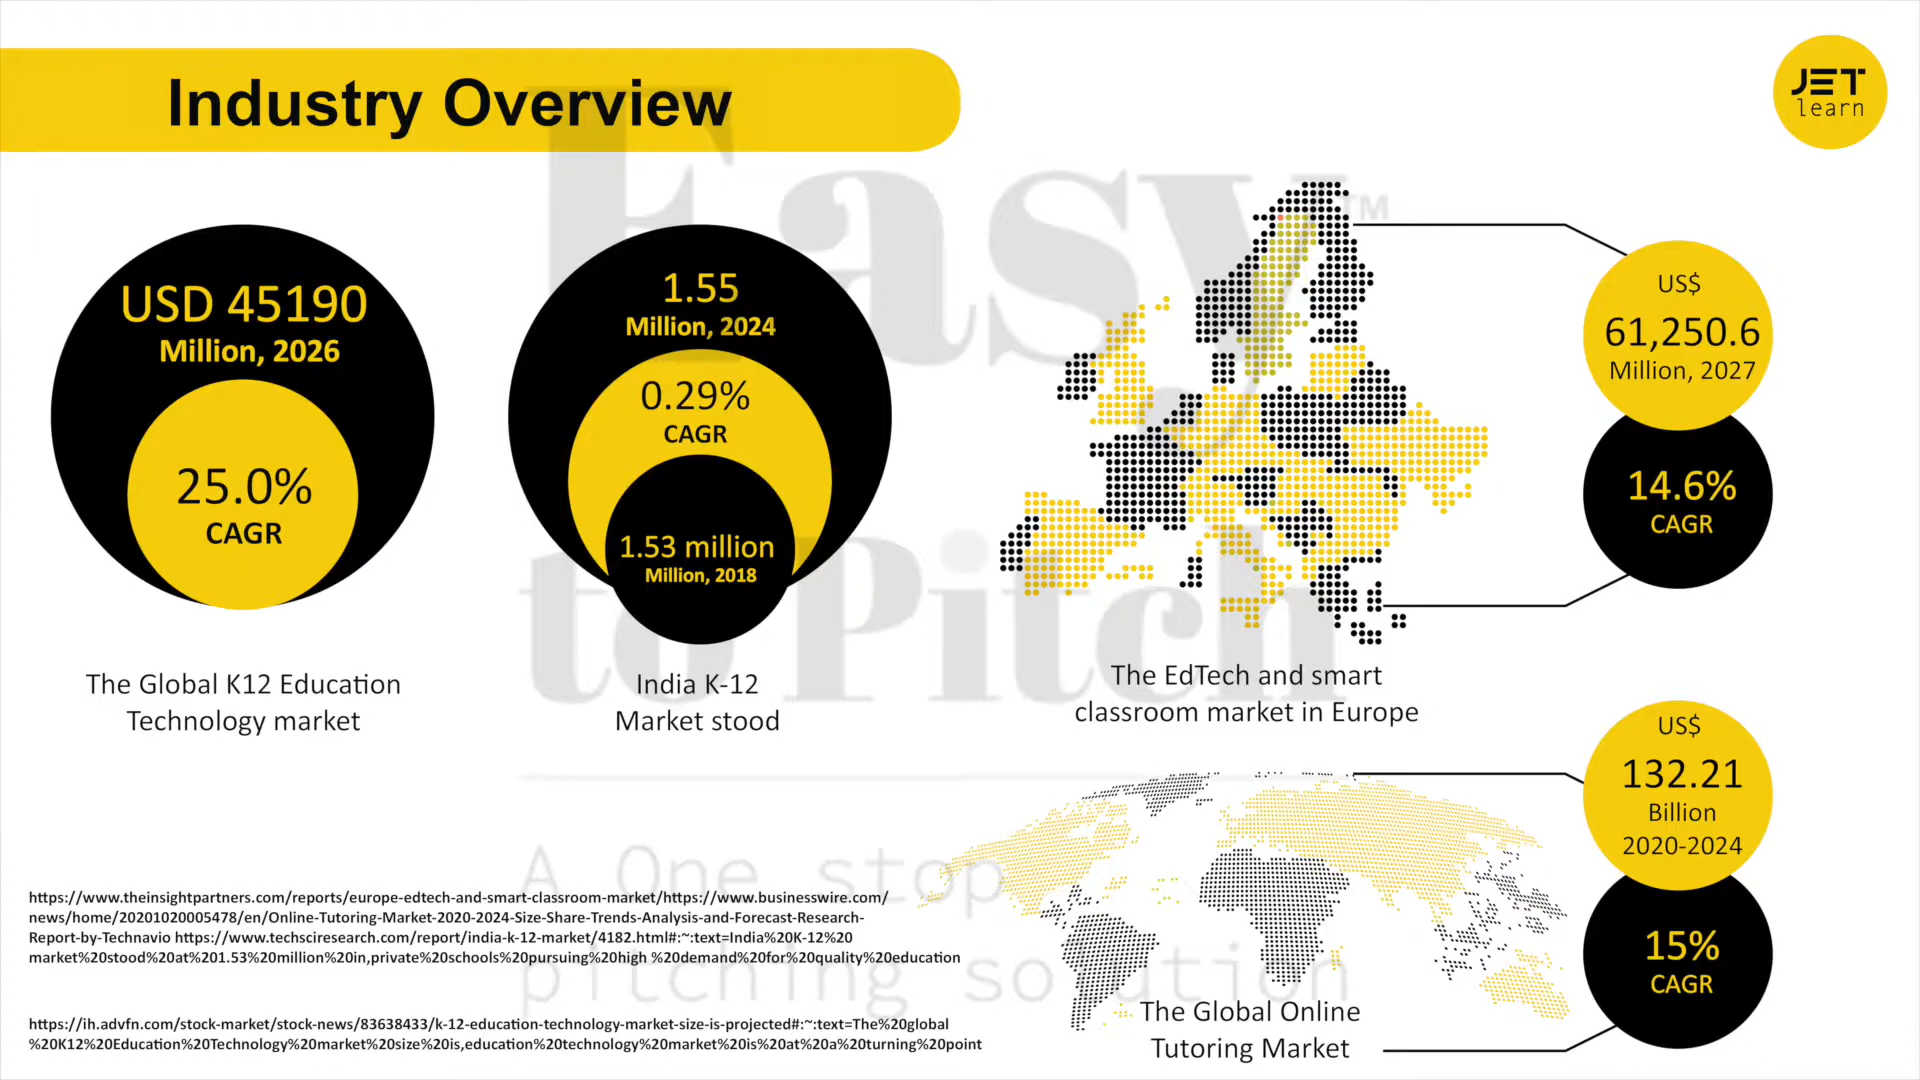 Industry Overview
JET
learn
USD 45190
Million, 2026
25.0%
CAGR
The Global K12 Education
Technology market
1.55
Million, 2024
0.29%
CAGR
1.53 million
Million, 2018
India K-12
Market stood
US$
61,250.6
Million, 2027
14.6%
CAGR
The EdTech and smart
classroom market in Europe
US$
132.21
Billion
2020-2024
15%
CAGR
The Global Online
Tutoring Market
https://www.theinsightpartners.com/reports/europe-edtech-and-smart-classroom-market/https://www.businesswire.com/
news/home/20201020005478/en/Online-Tutoring-Market-2020-2024-Size-Share-Trends-Analysis-and-Forecast-Research-
Report-by-Technavio https://www.techsciresearch.com/report/india-k-12-market/4182.html#:~:text=India%20K-12%20
market%20stood%20at%201.53%20million%20in,private%20schools%20pursuing%20high %20demand%20for%20quality%20education
https://ih.advfn.com/stock-market/stock-news/83638433/k-12-education-technology-market-size-is-projected#:~:text=The%20global
%20K12%20Education%20Technology%20market%20size%20is,education%20technology%20market%20is%20at%20a%20turning%20point
Easy TM
to Pitch
A One stop
pitching solution